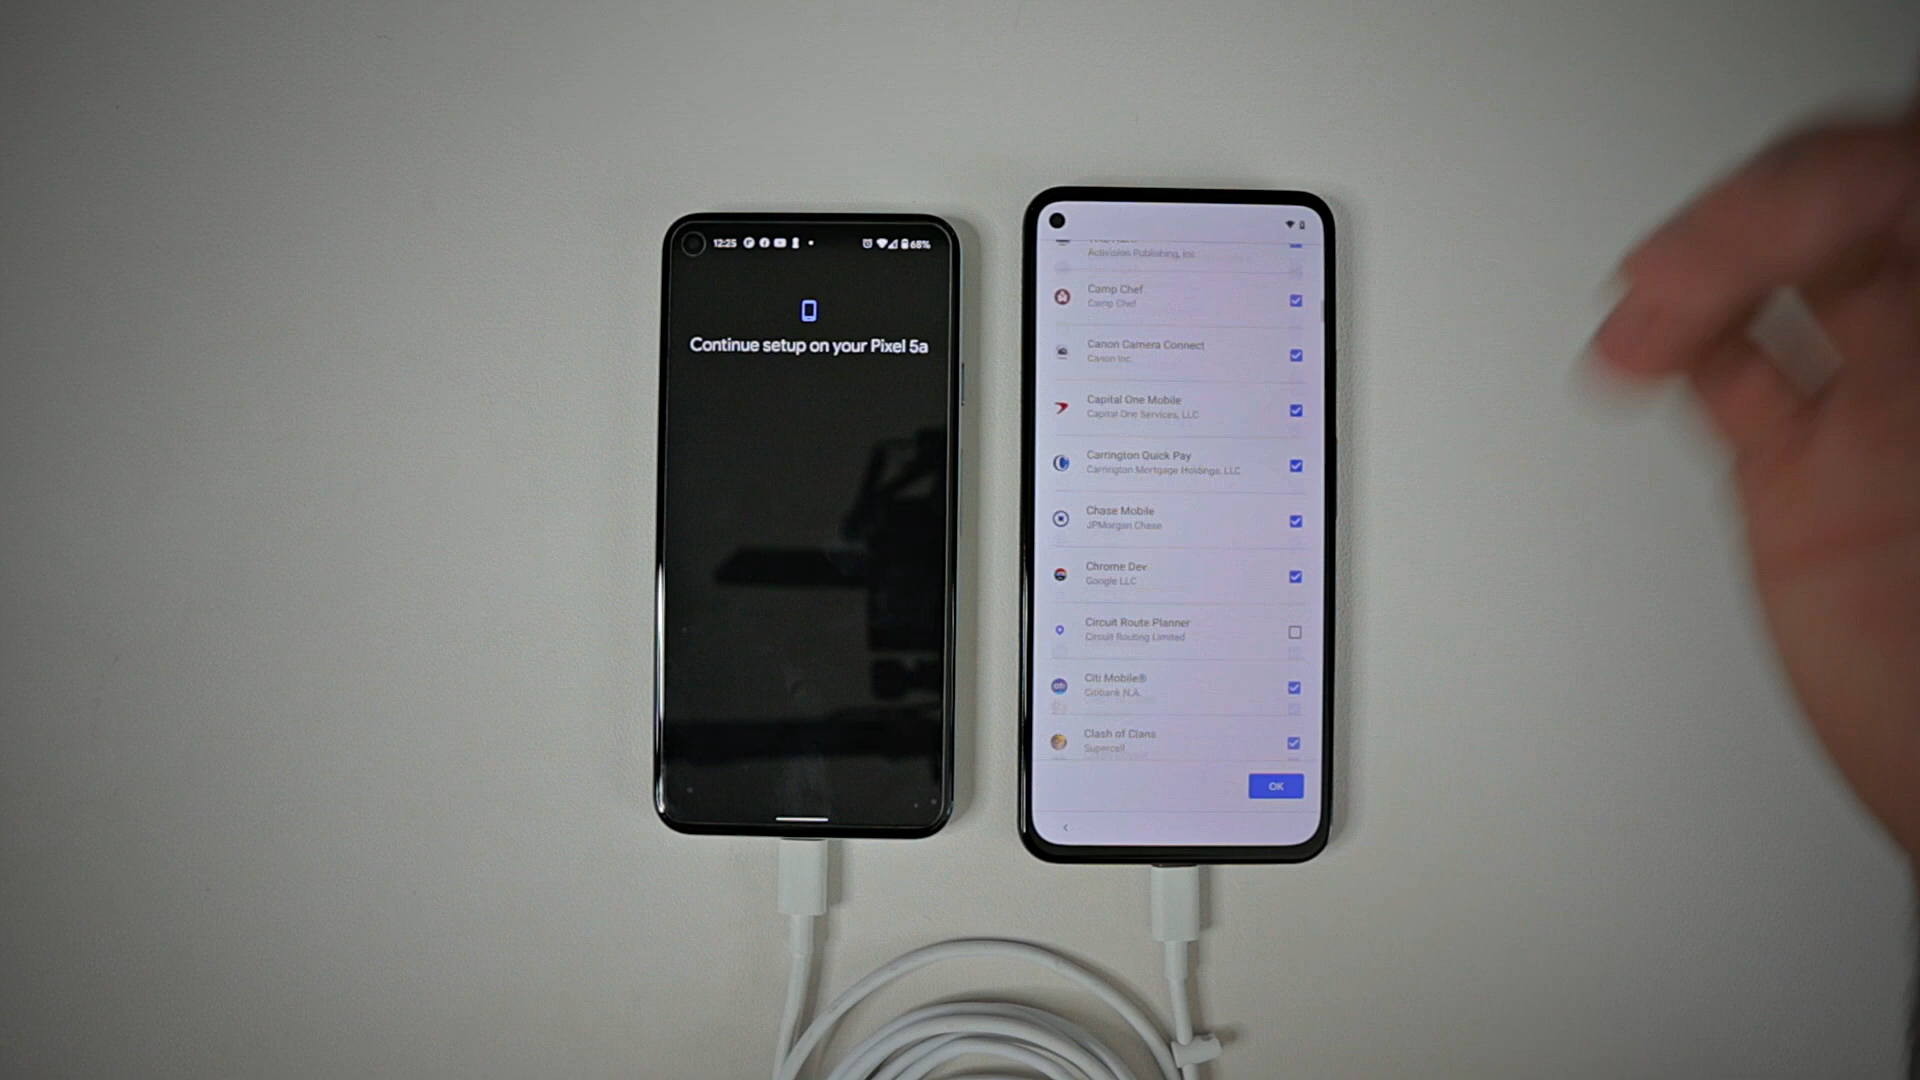 12:25
68%
Continue setup on your Pixel 5a
Activision Publishing, Inc.
Camp Chef
Camp Chef
Canon Camera Connect
Canon Inc.
Capital One Mobile
Capital One Services, LLC
Carrington Quick Pay
Carrington Mortgage Holdings, LLC
Chase Mobile
JPMorgan Chase
Chrome Dev
Google LLC
Circuit Route Planner
Circuit Routing Limited
Citi Mobile®
Citibank N.A.
Clash of Clans
Supercell
OK